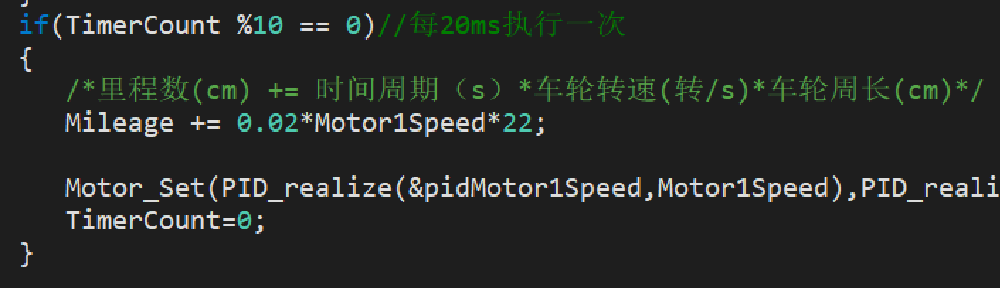 }
if(TimerCount %10 == 0)//每20ms执行一次
{
/*里程数(cm) += 时间周期（s）*车轮转速(转/s)*车轮周长(cm)*/
Mileage += 0.02*Motor1Speed*22;
Motor_Set(PID_realize(&pidMotor1Speed,Motor1Speed),PID_reali
TimerCount=0;
}